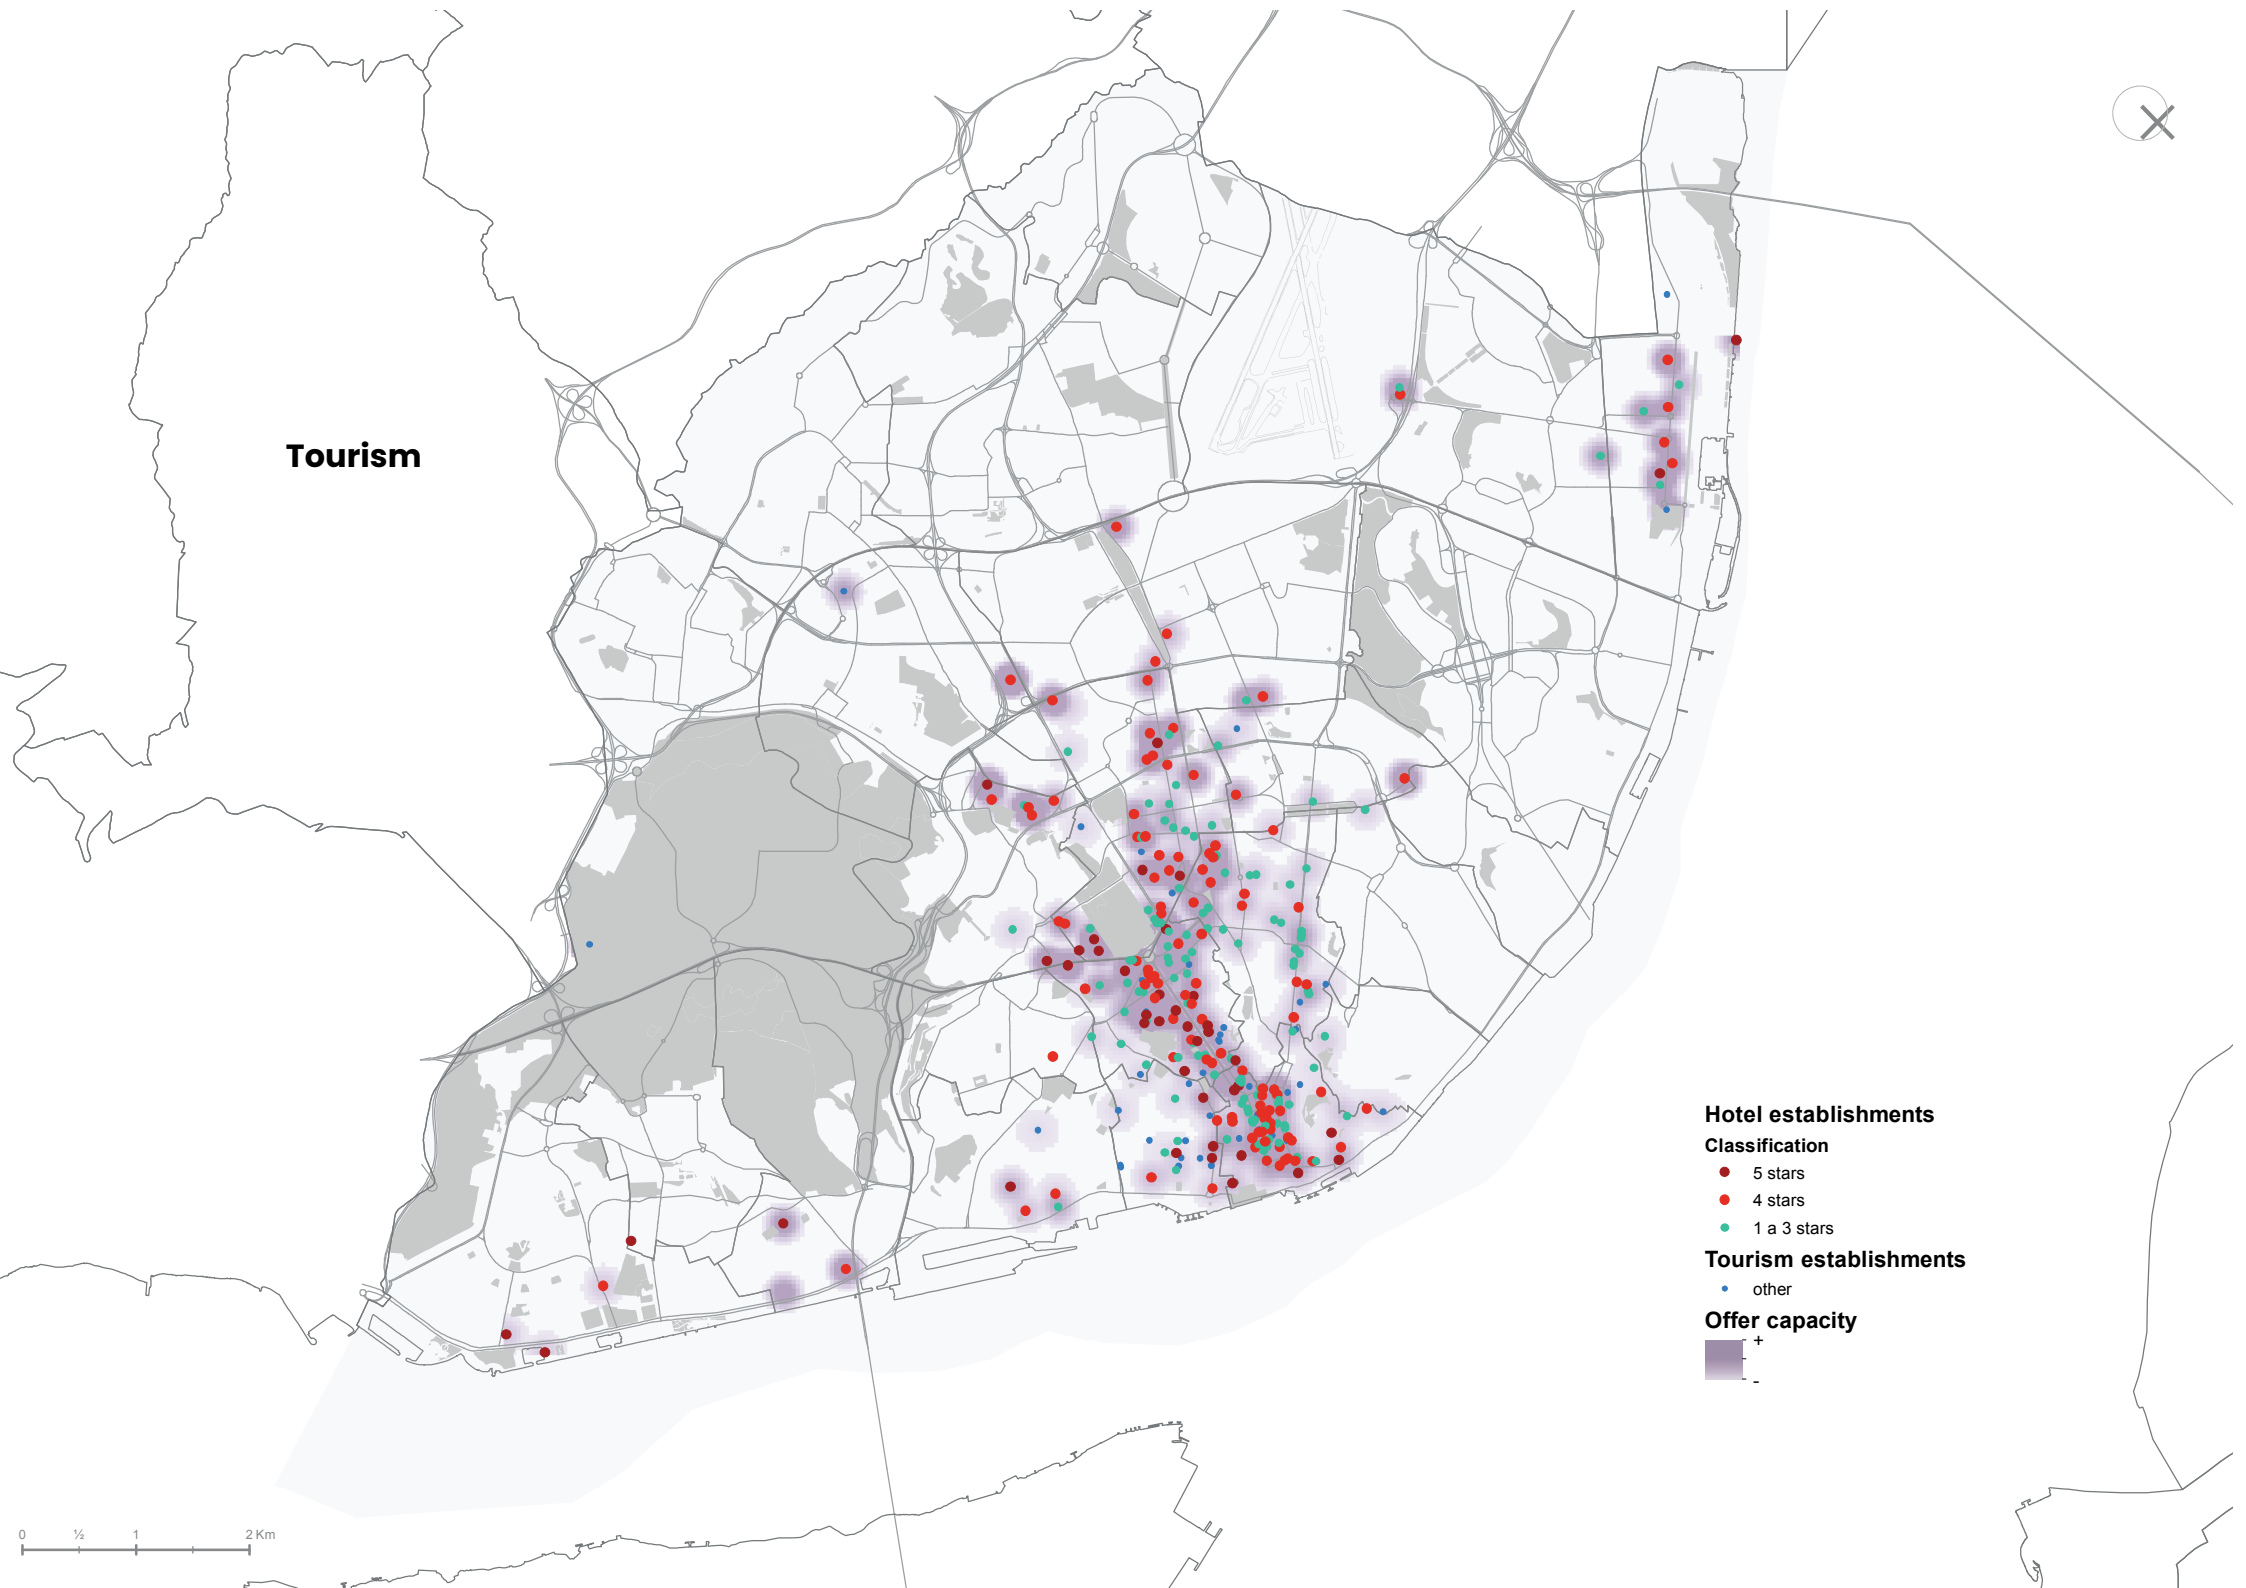 Tourism
Hotel establishments
Classification
5 stars
4 stars
1 a 3 stars
Tourism establishments
other
Offer capacity
+
-
0 ½ 1 2 Km